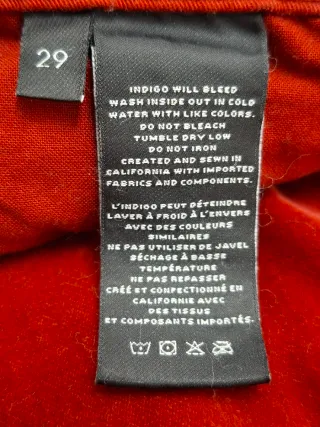 29
INDIGO WILL BLEED
WASH INSIDE OUT IN COLD
WATER WITH LIKE COLORS.
DO NOT BLEACH
TUMBLE DRY LOW
DO NOT IRON
CREATED AND SEWN IN
CALIFORNIA WITH IMPORTED
FABRICS AND COMPONENTS.
L'INDIGO PEUT DÉTEINDRE
LAVER À FROID À L'ENVERS
AVEC DES COULEURS
SIMILAIRES
NE PAS UTILISER DE JAVEL
SÉCHAGE À BASSE
TEMPÉRATURE
NE PAS REPASSER
CRÉÉ ET CONFECTIONNÉ EN
CALIFORNIE AVEC
DES TISSUS
ET COMPOSANTS IMPORTÉS.